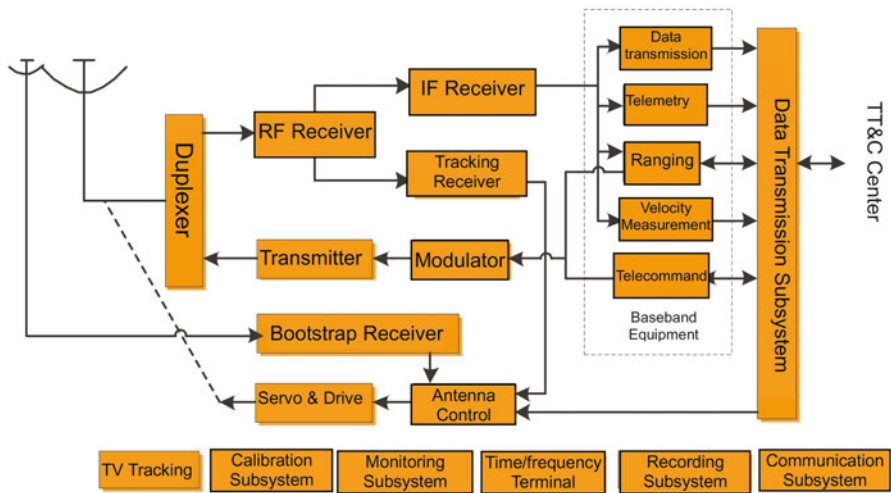 Data
transmission
IF Receiver
Telemetry
RF Receiver
Duplexer
Tracking
Receiver
Ranging
Data Transmission Subsystem
TT&C Center
Velocity
Measurement
Transmitter
Modulator
Telecommand
Baseband
Equipment
Bootstrap Receiver
Servo & Drive
Antenna
Control
TV Tracking
Calibration
Subsystem
Monitoring
Subsystem
Time/frequency
Terminal
Recording
Subsystem
Communication
Subsystem